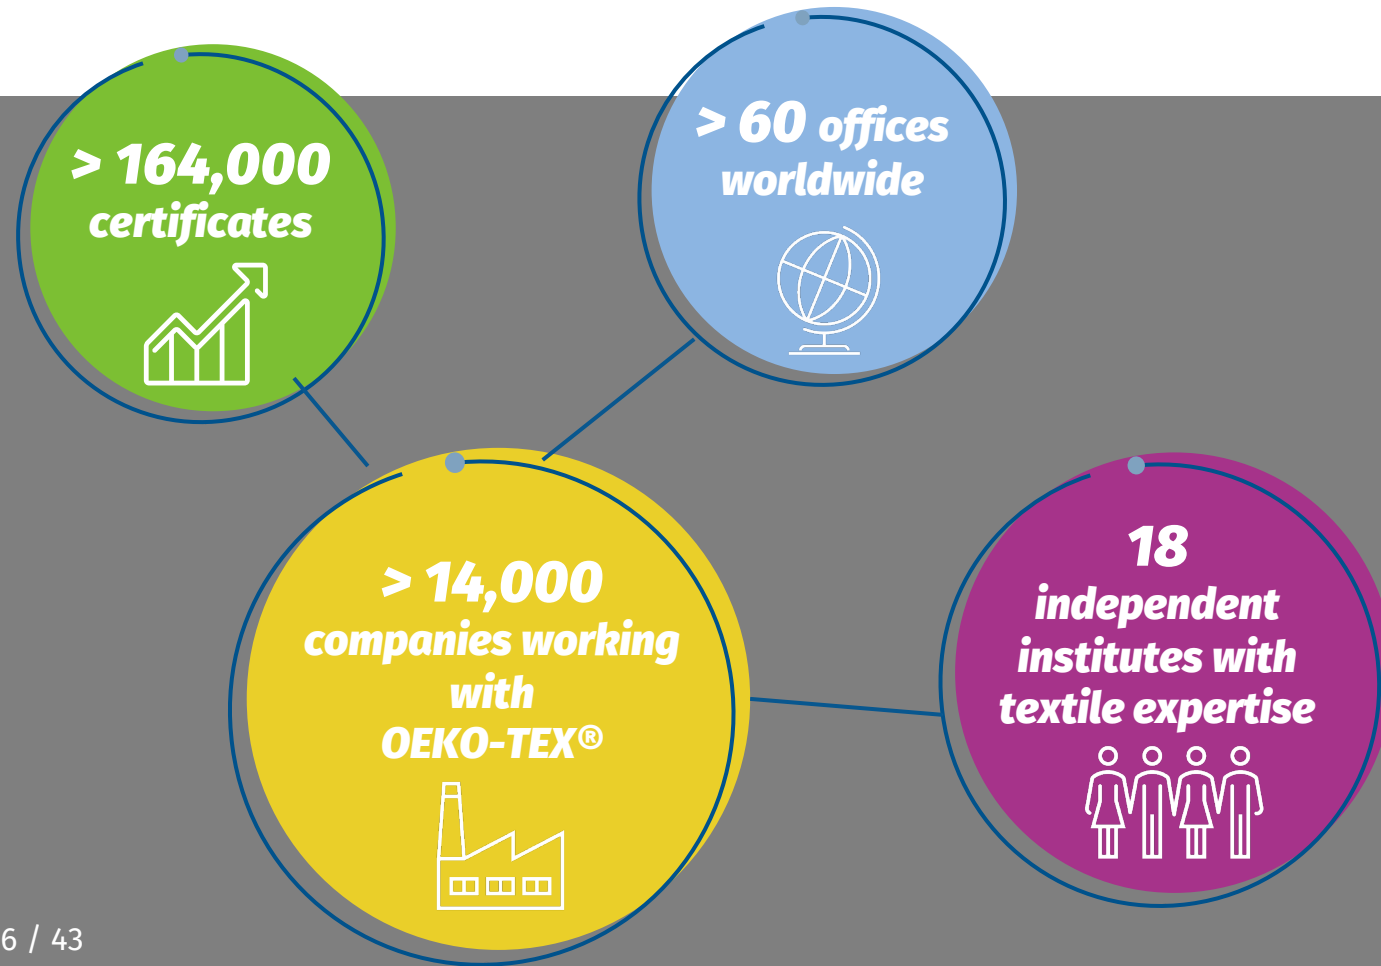 > 164,000
certificates
> 60 offices
worldwide
> 14,000
companies working
with
OEKO-TEX®
18
independent
institutes with
textile expertise
6 / 43